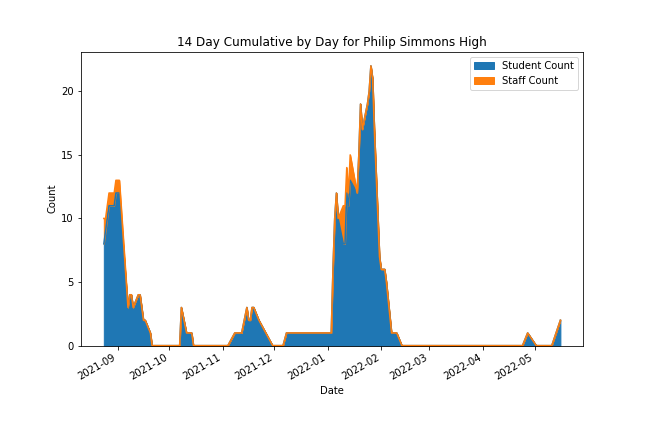 14 Day Cumulative by Day for Philip Simmons High
Student Count
Staff Count
20
15
10
5
0
Count
2021-09
2021-10
2021-11
2021-12
2022-01
2022-02
2022-03
2022-04
2022-05
Date